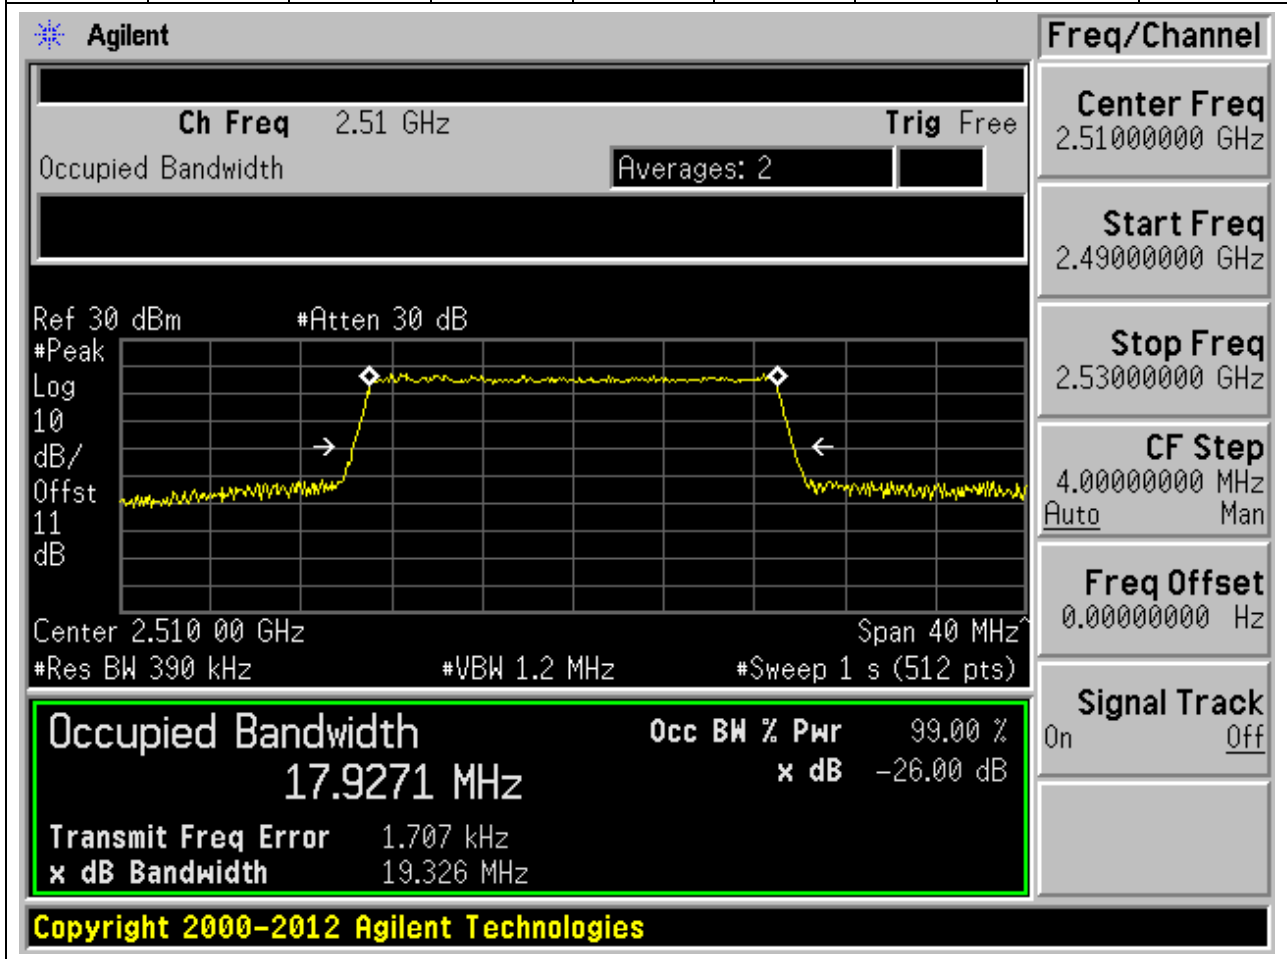 Agilent
Freq/Channel
Ch Freq 2.51 GHz Trig Free
Occupied Bandwidth Averages: 2
Center Freq
2.51000000 GHz
Start Freq
2.49000000 GHz
Stop Freq
2.53000000 GHz
CF Step
4.00000000 MHz
Auto Man
Freq Offset
0.00000000 Hz
Signal Track
On Off
Ref 30 dBm #Atten 30 dB
#Peak
Log
10
dB/
Offst
11
dB
Center 2.510 00 GHz Span 40 MHz^
#Res BW 390 kHz #VBW 1.2 MHz #Sweep 1 s (512 pts)
Occupied Bandwidth Occ BW % Pwr 99.00 %
17.9271 MHz x dB -26.00 dB
Transmit Freq Error 1.707 kHz
x dB Bandwidth 19.326 MHz
Copyright 2000-2012 Agilent Technologies